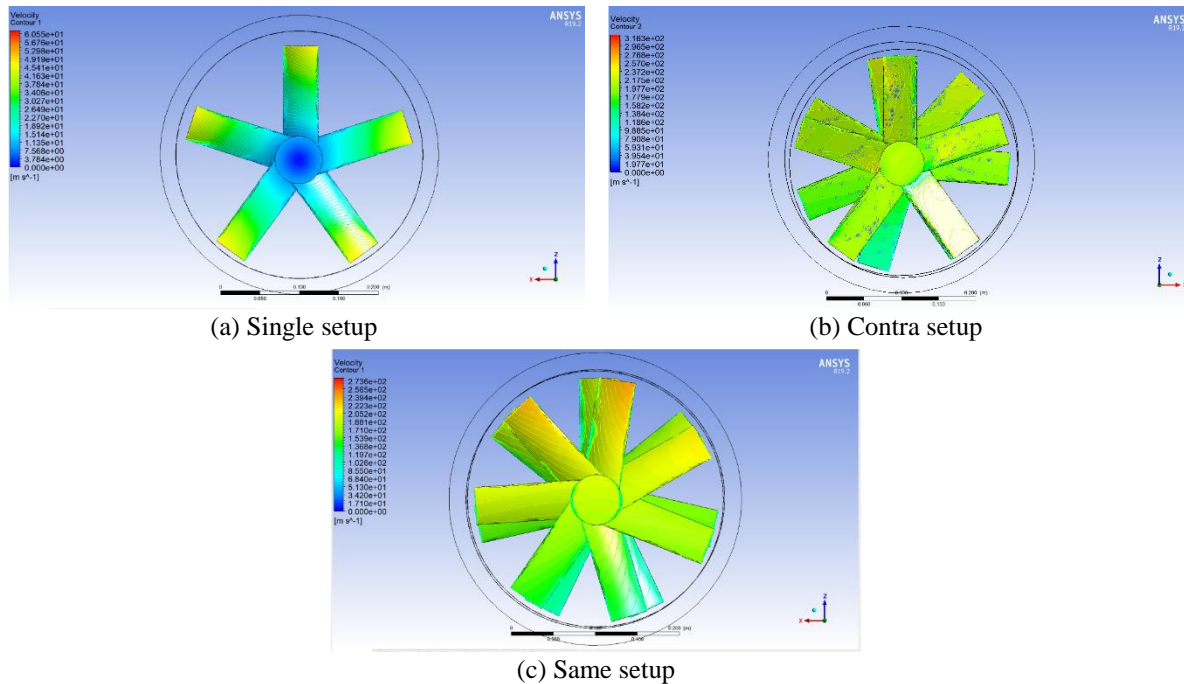 Velocity
Contour 1
6.055e+01
5.676e+01
5.298e+01
4.919e+01
4.541e+01
4.163e+01
3.784e+01
3.406e+01
3.027e+01
2.649e+01
2.270e+01
1.892e+01
1.514e+01
1.135e+01
7.568e+00
3.784e+00
0.000e+00
[m s^-1]
ANSYS
R19.2
Z
X
0 0.100 0.200 (m)
0.050 0.150
(a) Single setup
Velocity
Contour 2
3.163e+02
2.965e+02
2.768e+02
2.570e+02
2.372e+02
2.175e+02
1.977e+02
1.779e+02
1.582e+02
1.384e+02
1.186e+02
9.885e+01
7.908e+01
5.931e+01
3.954e+01
1.977e+01
0.000e+00
[m s^-1]
ANSYS
R19.2
Z
0 0.100 0.200 (m)
(b) Contra setup
Velocity
Contour 1
2.736e+02
2.565e+02
2.394e+02
2.223e+02
2.052e+02
1.881e+02
1.710e+02
1.539e+02
1.368e+02
1.197e+02
1.026e+02
8.550e+01
6.840e+01
5.130e+01
3.420e+01
1.710e+01
0.000e+00
[m s^-1]
ANSYS
R19.2
Z
X
0 0.200 (m)
(c) Same setup